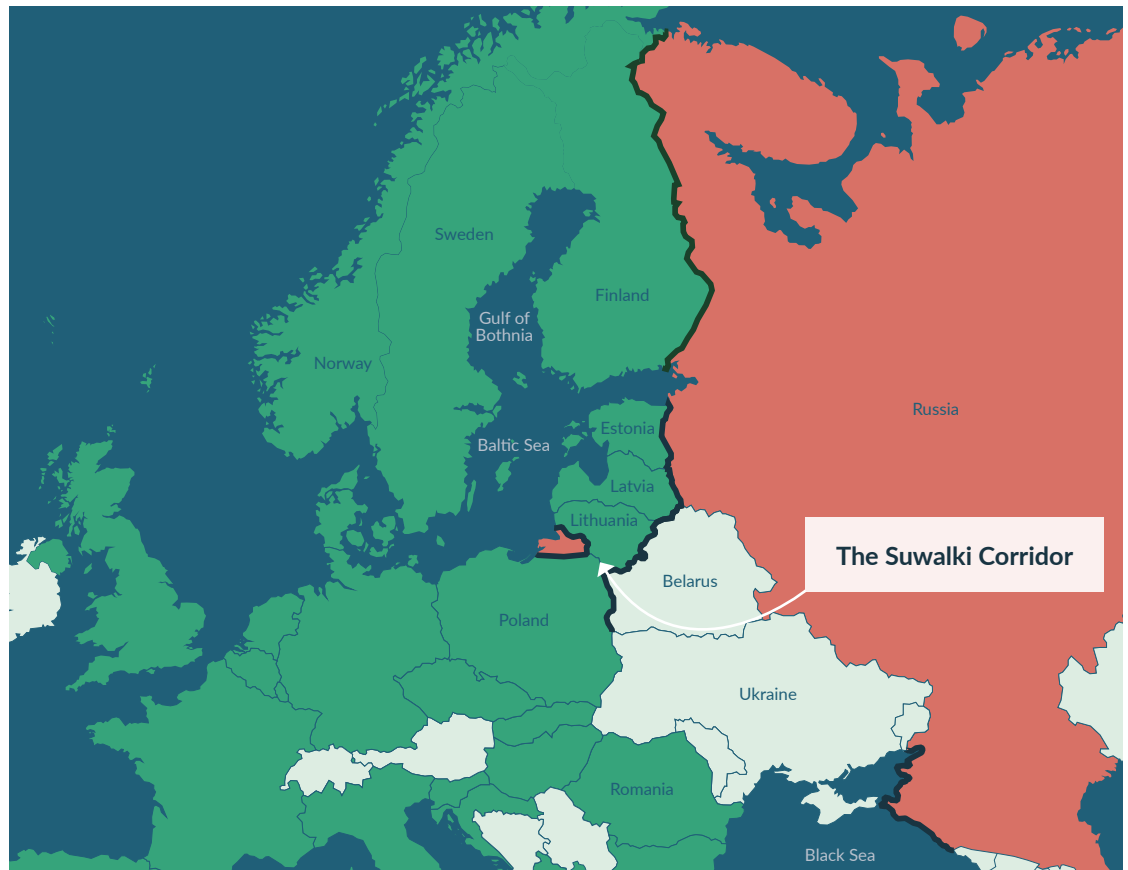 Sweden
Finland
Gulf of
Bothnia
Norway
Russia
Estonia
Baltic Sea
Latvia
Lithuania
The Suwalki Corridor
Belarus
Poland
Ukraine
Romania
Black Sea